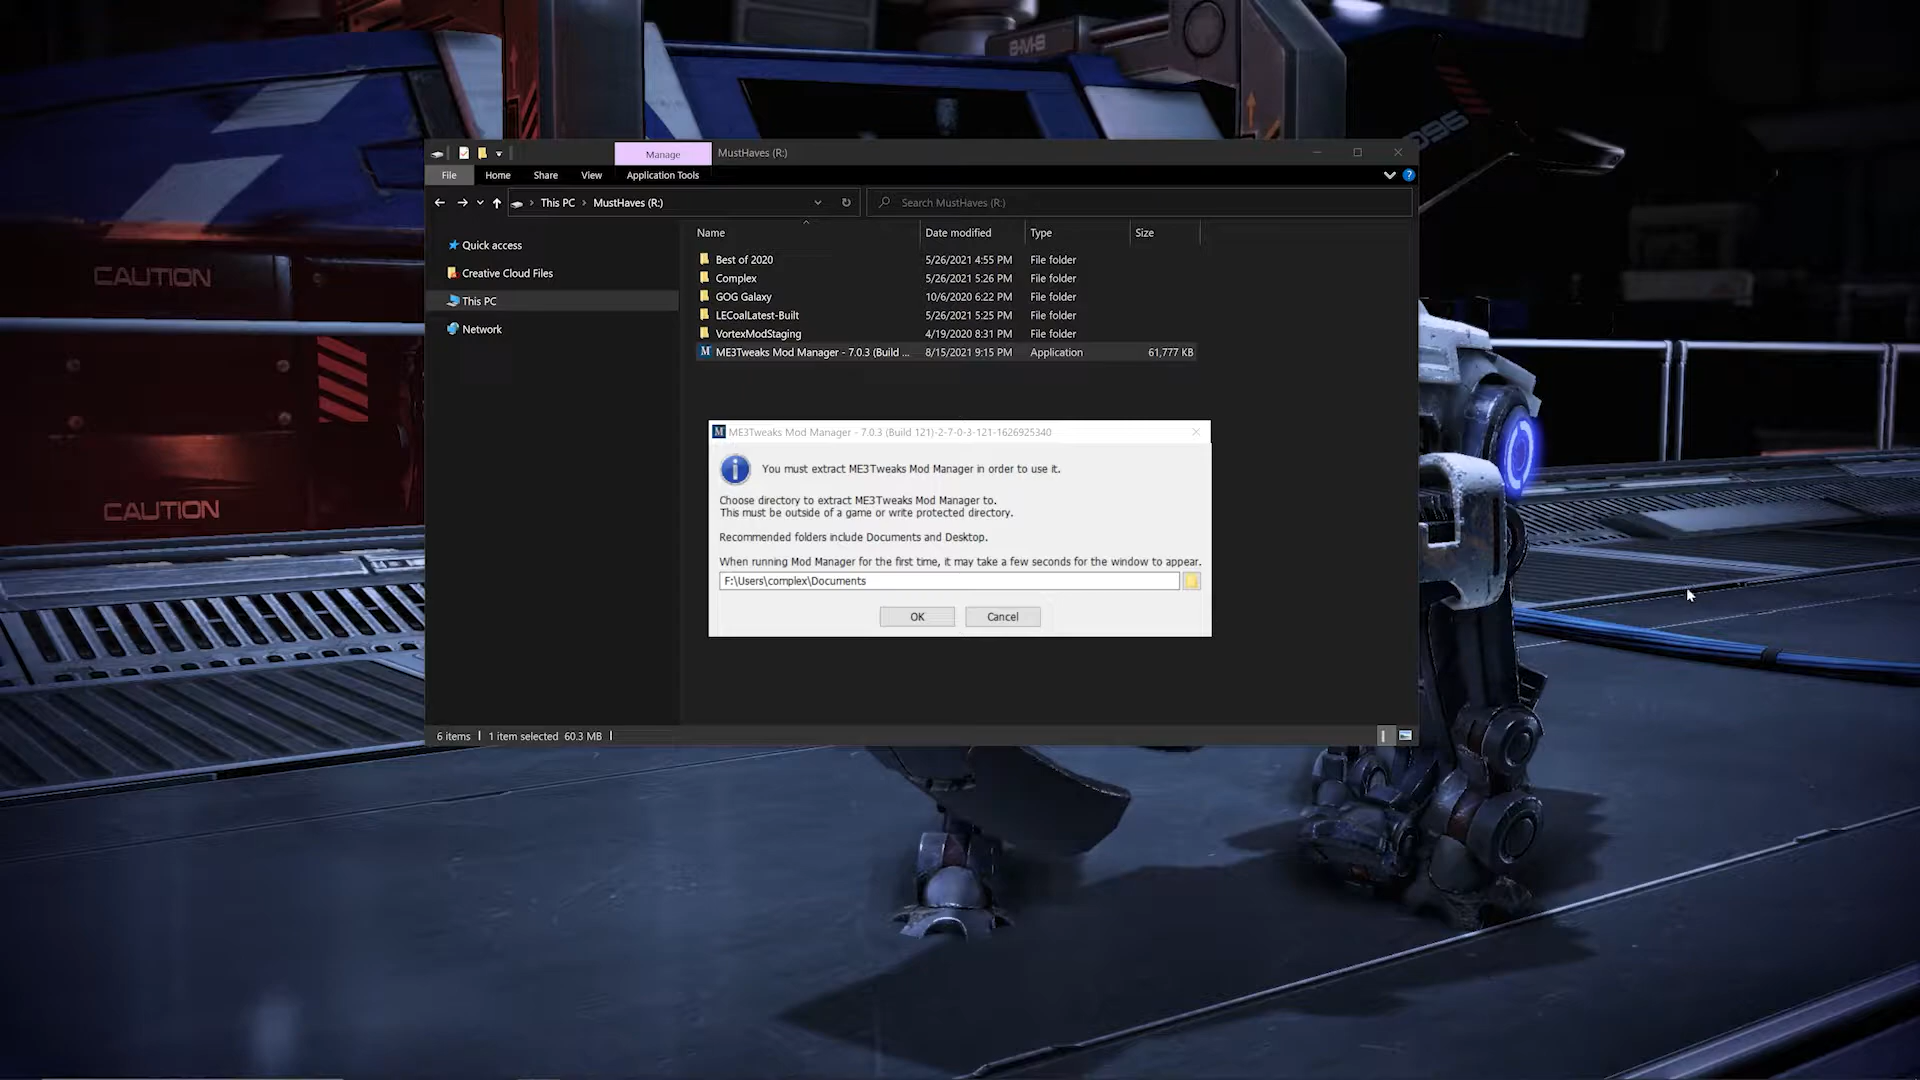 8-M-8
095
CAUTION
CAUTION
Manage
MustHaves (R:)
File
Home
Share
View
Application Tools
?
This PC
MustHaves (R:)
Search MustHaves (R:)
Quick access
Creative Cloud Files
This PC
Network
Name
Date modified
Type
Size
Best of 2020
5/26/2021 4:55 PM
File folder
Complex
5/26/2021 5:26 PM
File folder
GOG Galaxy
10/6/2020 6:22 PM
File folder
LECoalLatest-Built
5/26/2021 5:25 PM
File folder
VortexModStaging
4/19/2020 8:31 PM
File folder
M
ME3Tweaks Mod Manager - 7.0.3 (Build ...
8/15/2021 9:15 PM
Application
61,777 KB
M
ME3Tweaks Mod Manager - 7.0.3 (Build 121)-2-7-0-3-121-1626925340
You must extract ME3Tweaks Mod Manager in order to use it.
Choose directory to extract ME3Tweaks Mod Manager to.
This must be outside of a game or write protected directory.
Recommended folders include Documents and Desktop.
When running Mod Manager for the first time, it may take a few seconds for the window to appear.
F:\Users\complex\Documents
OK
Cancel
6 items
1 item selected
60.3 MB